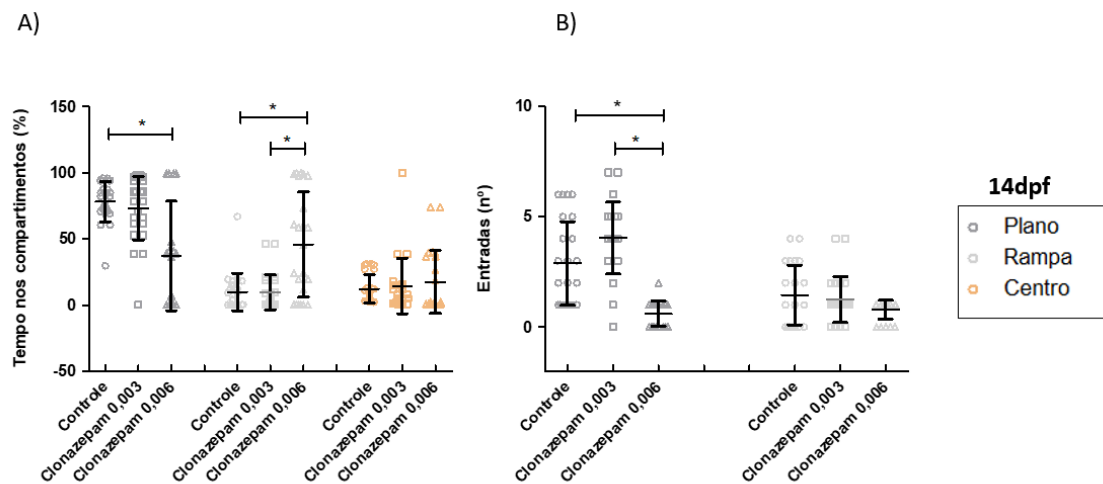 A)
B)
Tempo nos compartimentos (%)
150
100
50
0
-50
*
*
*
Controle
Clonazepam 0,003
Clonazepam 0,006
Controle
Clonazepam 0,003
Clonazepam 0,006
Controle
Clonazepam 0,003
Clonazepam 0,006
Entradas (nº)
10
5
0
*
*
Controle
Clonazepam 0,003
Clonazepam 0,006
Controle
Clonazepam 0,003
Clonazepam 0,006
14dpf
Plano
Rampa
Centro